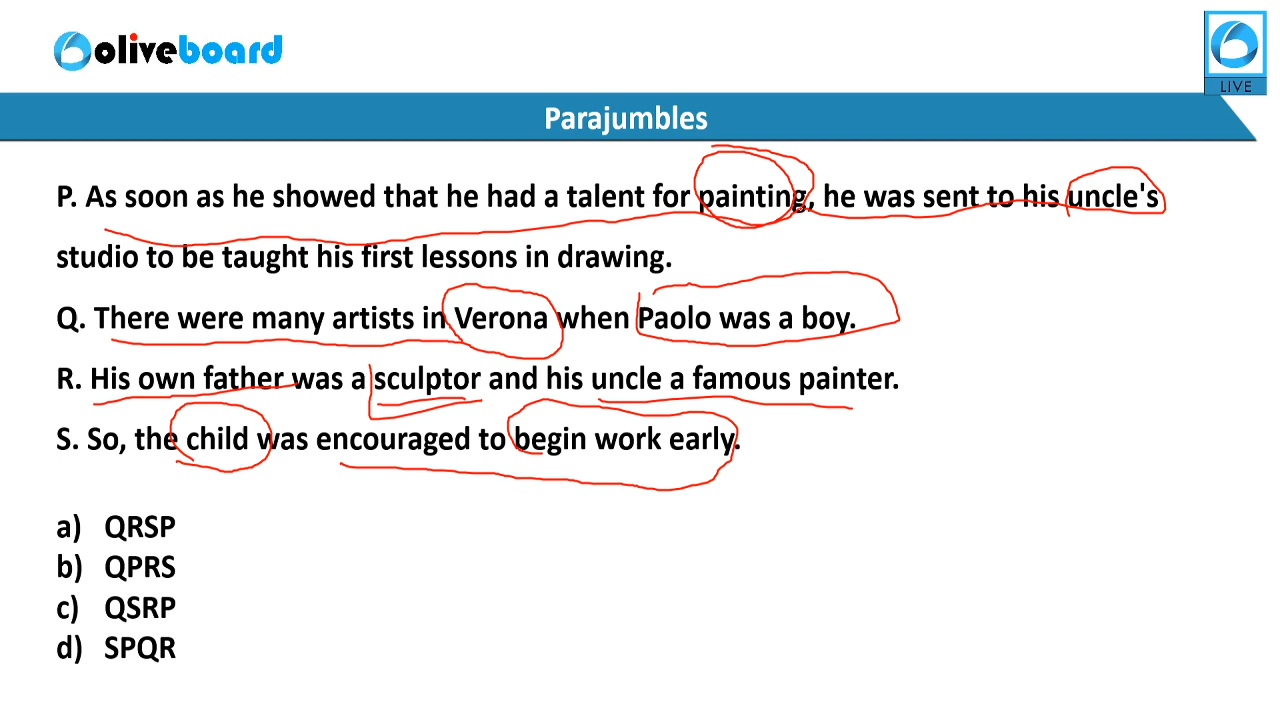 oliveboard
LIVE
Parajumbles
P. As soon as he showed that he had a talent for painting, he was sent to his uncle's
studio to be taught his first lessons in drawing.
Q. There were many artists in Verona when Paolo was a boy.
R. His own father was a sculptor and his uncle a famous painter.
S. So, the child was encouraged to begin work early.
a) QRSP
b) QPRS
c) QSRP
d) SPQR